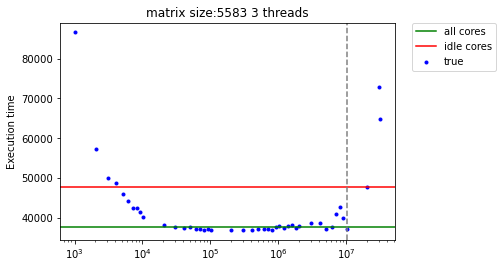 matrix size:5583 3 threads
all cores
idle cores
true
Execution time
80000
70000
60000
50000
40000
10³ 10⁴ 10⁵ 10⁶ 10⁷